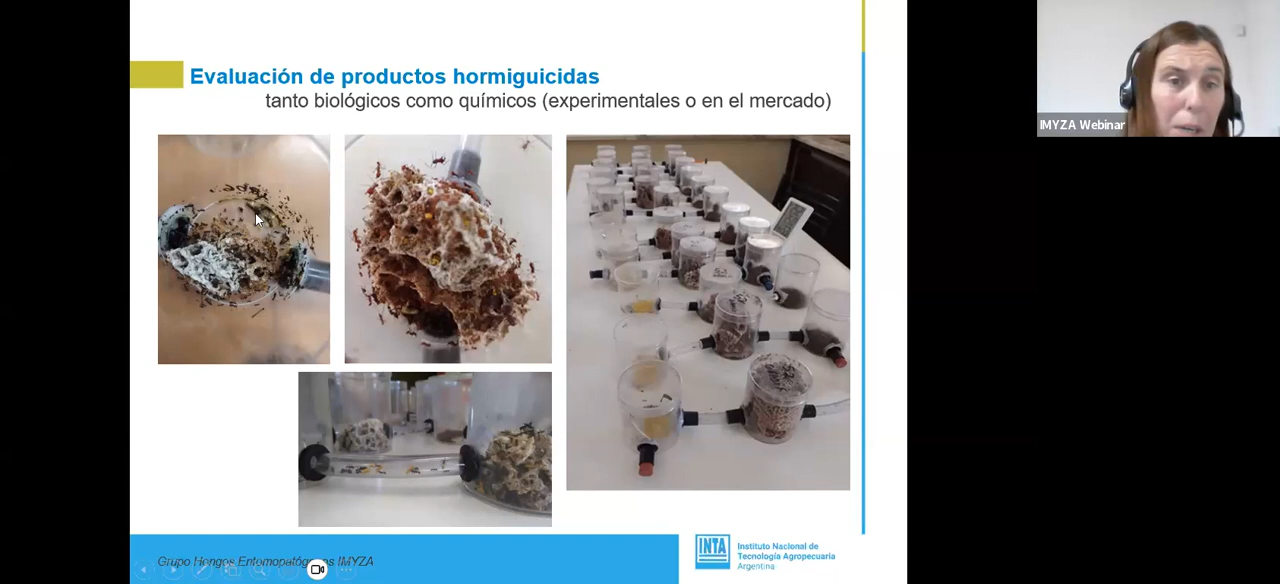 Evaluación de productos hormiguicidas
tanto biológicos como químicos (experimentales o en el mercado)
IMYZA Webinar
Grupo Hongos Entomopatógenos IMYZA
INTA
Instituto Nacional de
Tecnología Agropecuaria
Argentina